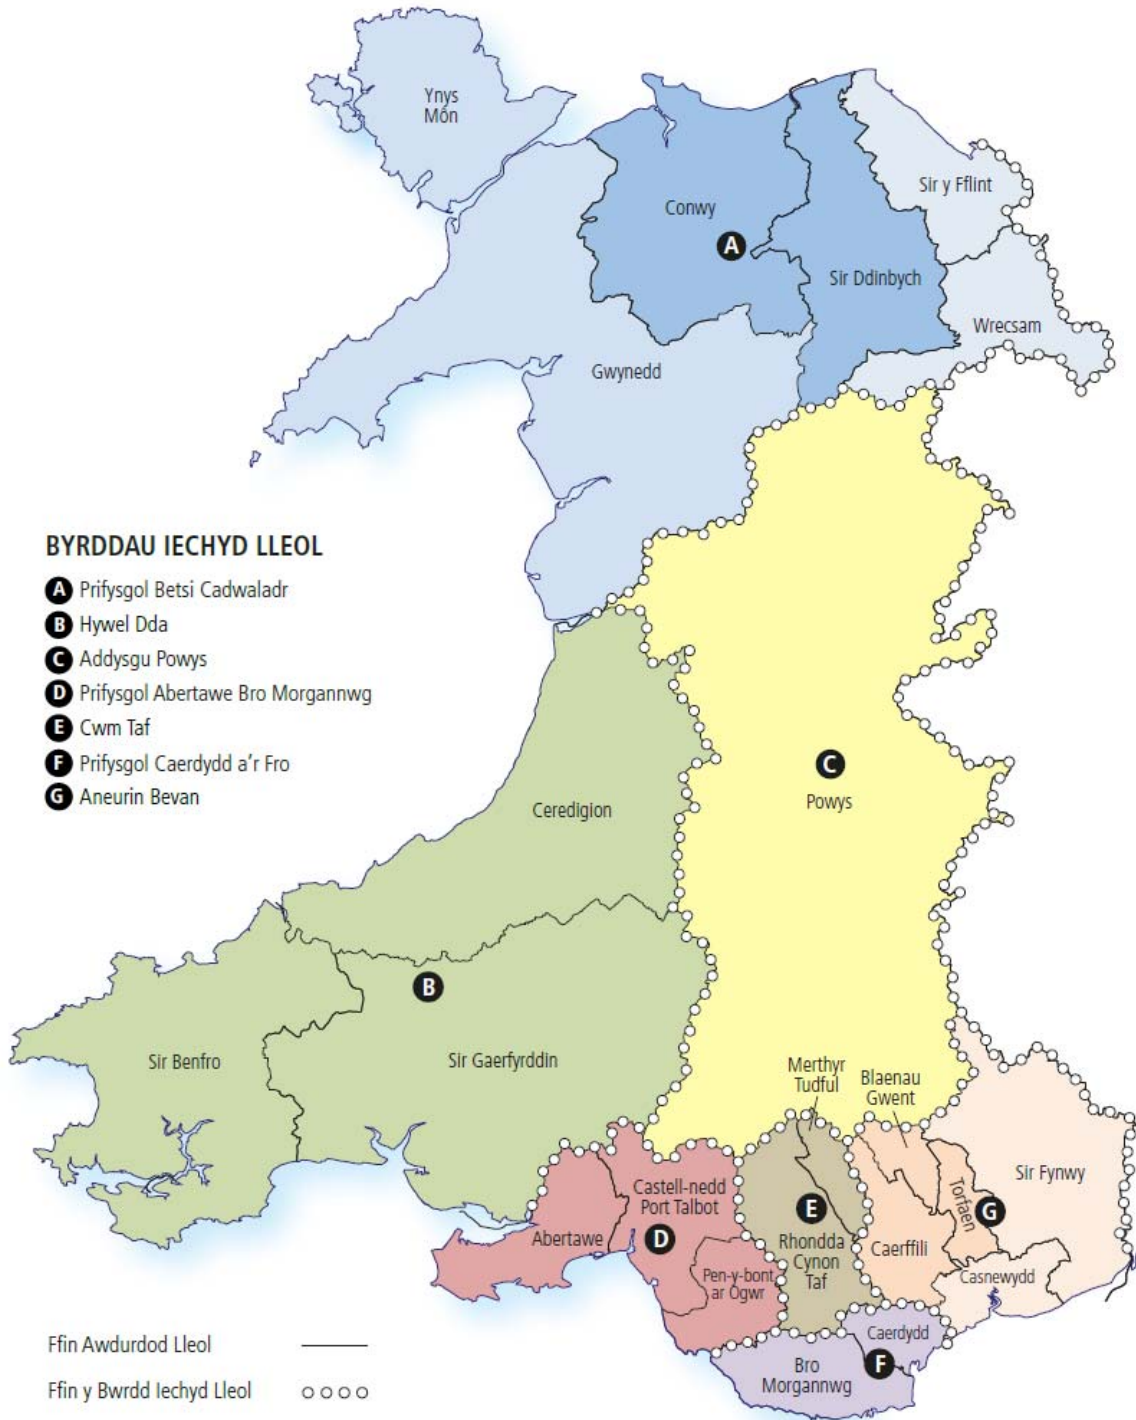 Ynys
Môn
Conwy
A
Sir Ddinbych
Sir y Fflint
Wrecsam
Gwynedd
BYRDDAU IECHYD LLEOL
A Prifysgol Betsi Cadwaladr
B Hywel Dda
C Addysgu Powys
D Prifysgol Abertawe Bro Morgannwg
E Cwm Taf
F Prifysgol Caerdydd a'r Fro
G Aneurin Bevan
C
Powys
Ceredigion
B
Sir Benfro
Sir Gaerfyrddin
Merthyr
Tudful
Blaenau
Gwent
Sir Fynwy
Castell-nedd
Port Talbot
D
Abertawe
Pen-y-bont
ar Ogwr
E
Rhondda
Cynon
Taf
Caerffili
Torfaen
G
Casnewydd
Caerdydd
F
Bro
Morgannwg
Ffin Awdurdod Lleol
Ffin y Bwrdd Iechyd Lleol